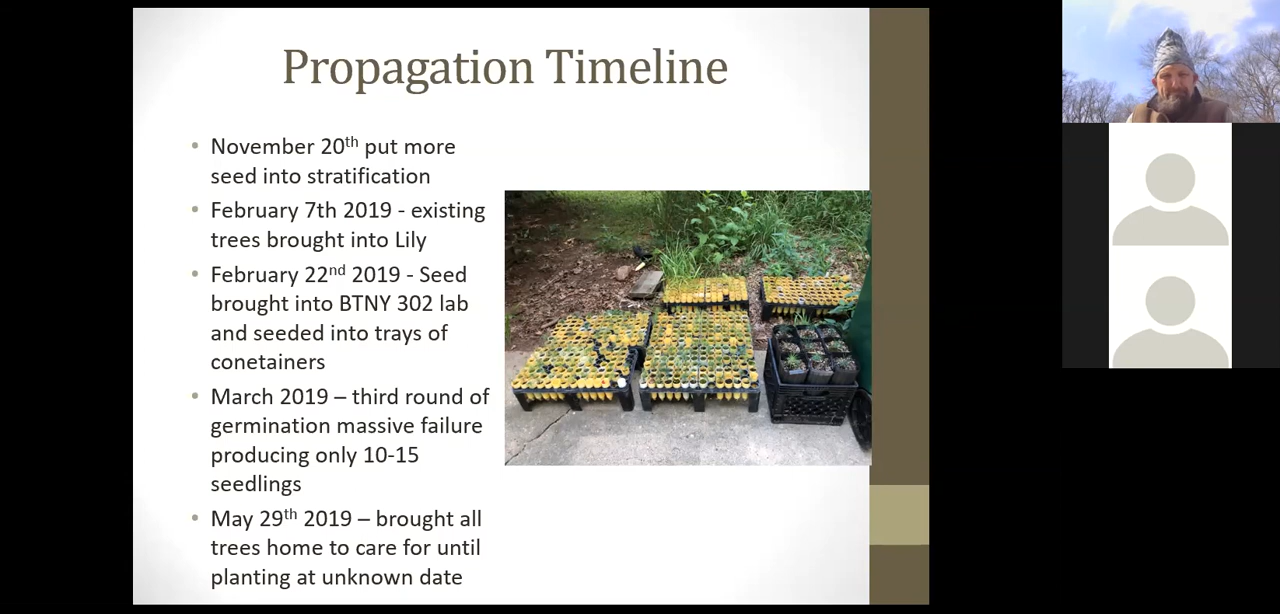 Propagation Timeline
• November 20th put more
seed into stratification
• February 7th 2019 - existing
trees brought into Lily
• February 22nd 2019 - Seed
brought into BTNY 302 lab
and seeded into trays of
conetainers
• March 2019 – third round of
germination massive failure
producing only 10-15
seedlings
• May 29th 2019 – brought all
trees home to care for until
planting at unknown date